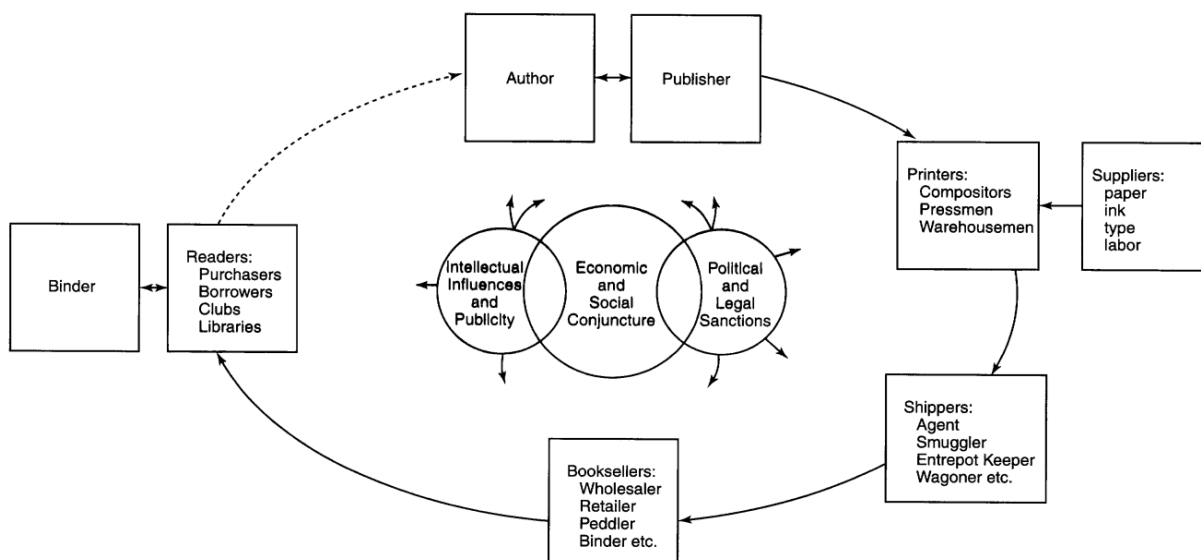 Author
Publisher
Printers:
Compositors
Pressmen
Warehousemen
Suppliers:
paper
ink
type
labor
Binder
Readers:
Purchasers
Borrowers
Clubs
Libraries
Intellectual
Influences
and
Publicity
Economic
and
Social
Conjuncture
Political
and
Legal
Sanctions
Shippers:
Agent
Smuggler
Entrepot Keeper
Wagoner etc.
Booksellers:
Wholesaler
Retailer
Peddler
Binder etc.